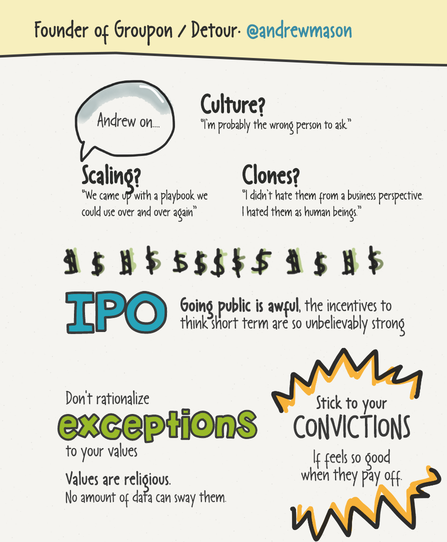 Founder of Groupon / Detour· @andrewmason
Andrew on...
Culture?
"I'm probably the wrong person to ask."
Scaling?
"We came up with a playbook we
could use over and over again"
Clones?
"I didn't hate them from a business perspective.
I hated them as human beings."
$ $ $ $ $ $ $ $ $ $ $ $ $
IPO
Going public is awful, the incentives to
think short term are so unbelievably strong
Don't rationalize
exceptions
to your values
Values are religious.
No amount of data can sway them.
Stick to your
CONVICTIONS
If feels so good
when they pay off.